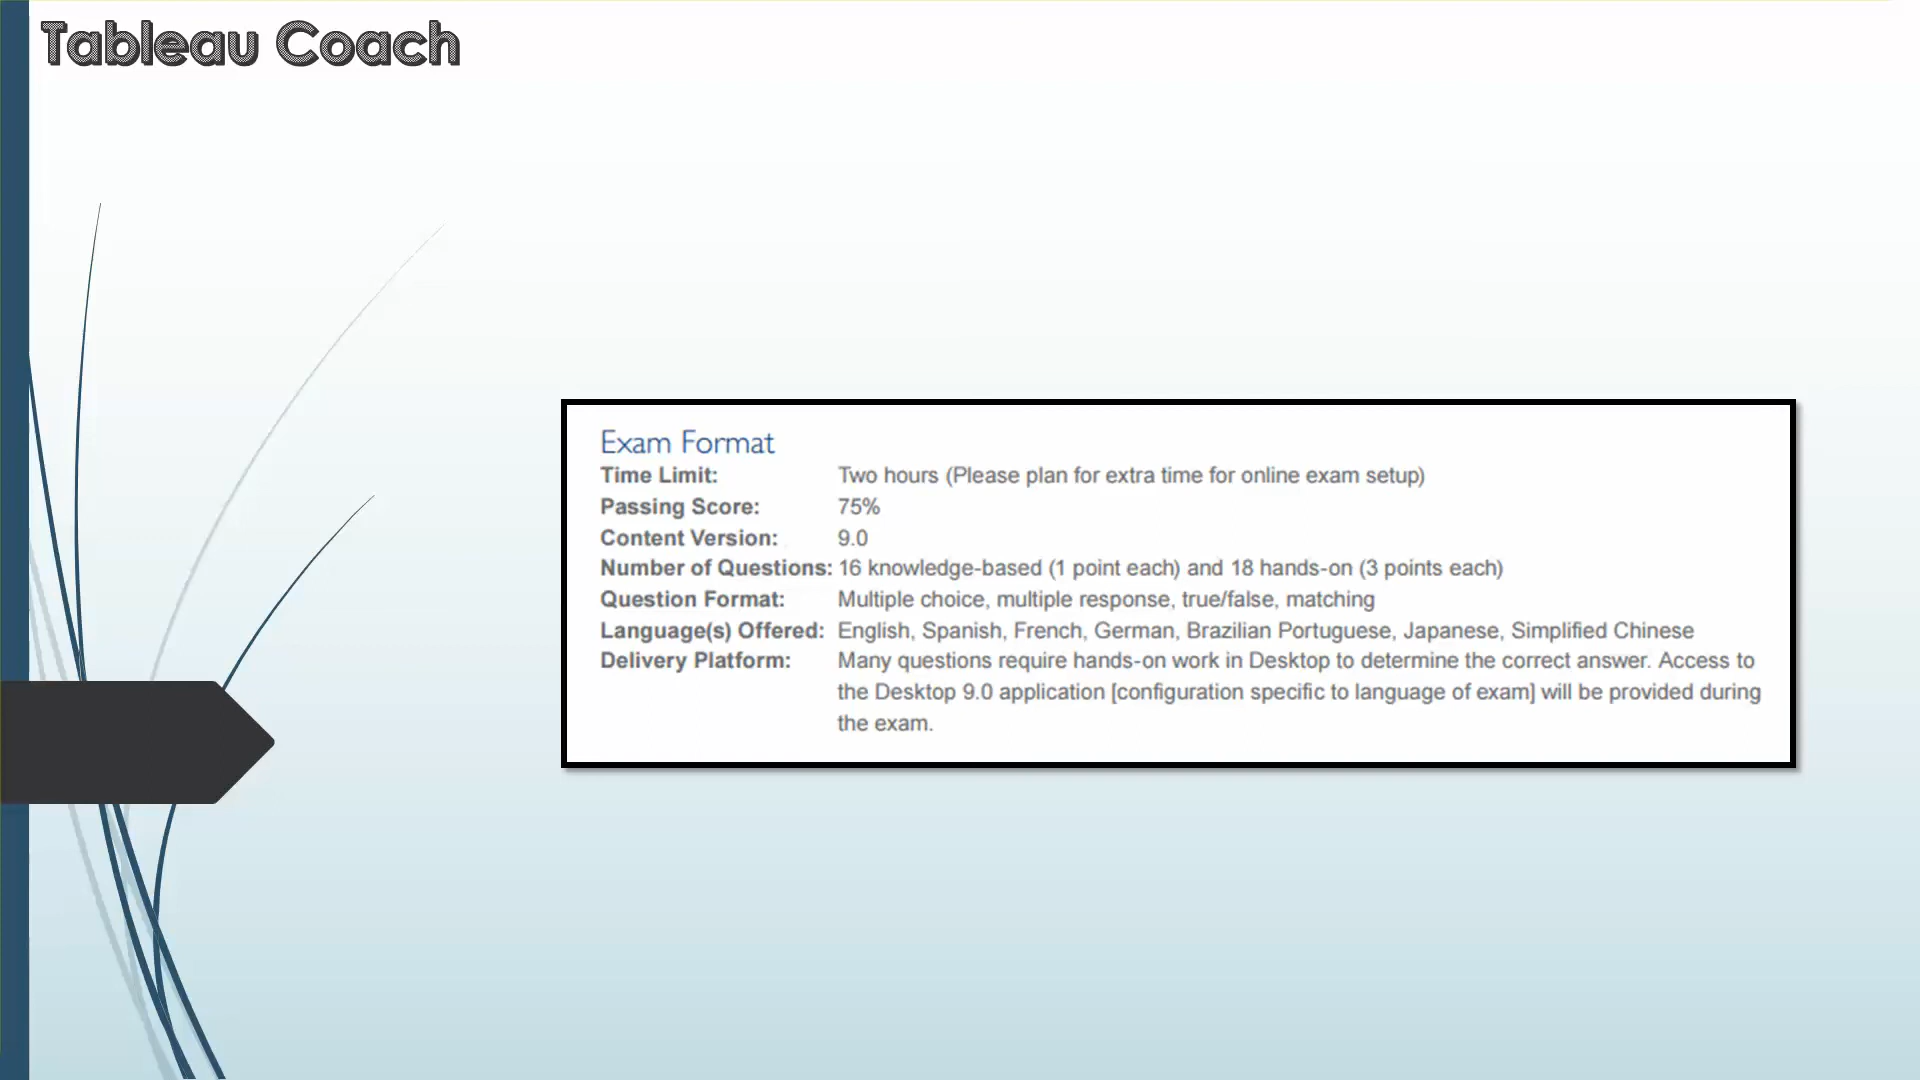 Tableau Coach
Exam Format
Time Limit: Two hours (Please plan for extra time for online exam setup)
Passing Score: 75%
Content Version: 9.0
Number of Questions: 16 knowledge-based (1 point each) and 18 hands-on (3 points each)
Question Format: Multiple choice, multiple response, true/false, matching
Language(s) Offered: English, Spanish, French, German, Brazilian Portuguese, Japanese, Simplified Chinese
Delivery Platform: Many questions require hands-on work in Desktop to determine the correct answer. Access to
the Desktop 9.0 application [configuration specific to language of exam] will be provided during
the exam.